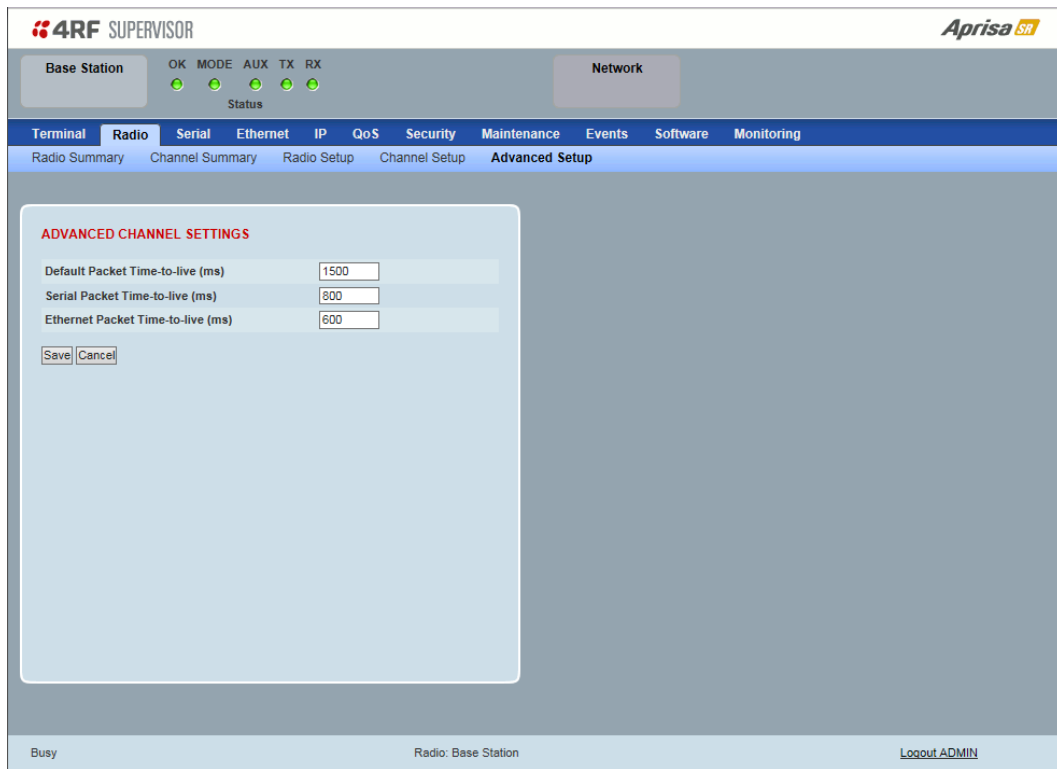 4RF SUPERVISOR
Aprisa SR
Base Station
OK MODE AUX TX RX
Status
Network
Terminal Radio Serial Ethernet IP QoS Security Maintenance Events Software Monitoring
Radio Summary Channel Summary Radio Setup Channel Setup Advanced Setup
ADVANCED CHANNEL SETTINGS
Default Packet Time-to-live (ms) 1500
Serial Packet Time-to-live (ms) 800
Ethernet Packet Time-to-live (ms) 600
Save Cancel
Busy Radio: Base Station Logout ADMIN